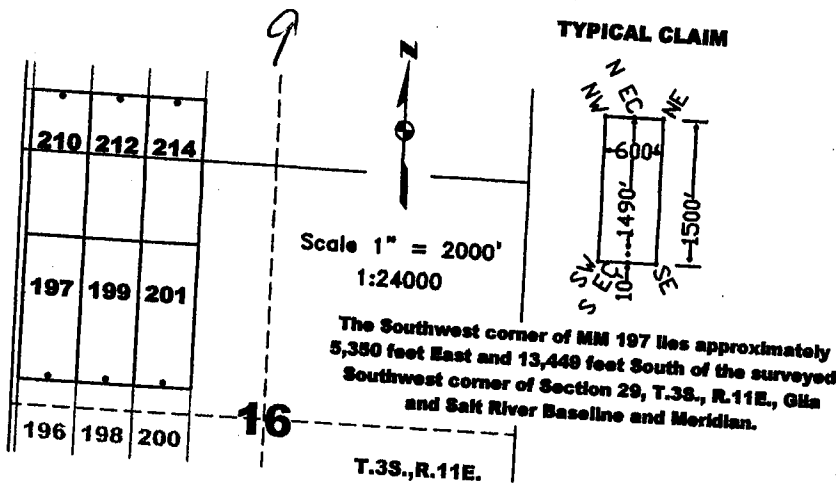 9
TYPICAL CLAIM
N
N EC
NW
NE
600'
1490'
1500'
10'
SW
S EC
SE
210 212 214
197 199 201
196 198 200
16
Scale 1" = 2000'
1:24000
The Southwest corner of MM 197 lies approximately
5,350 feet East and 13,449 feet South of the surveyed
Southwest corner of Section 29, T.3S., R.11E., Gila
and Salt River Baseline and Meridian.
T.3S.,R.11E.